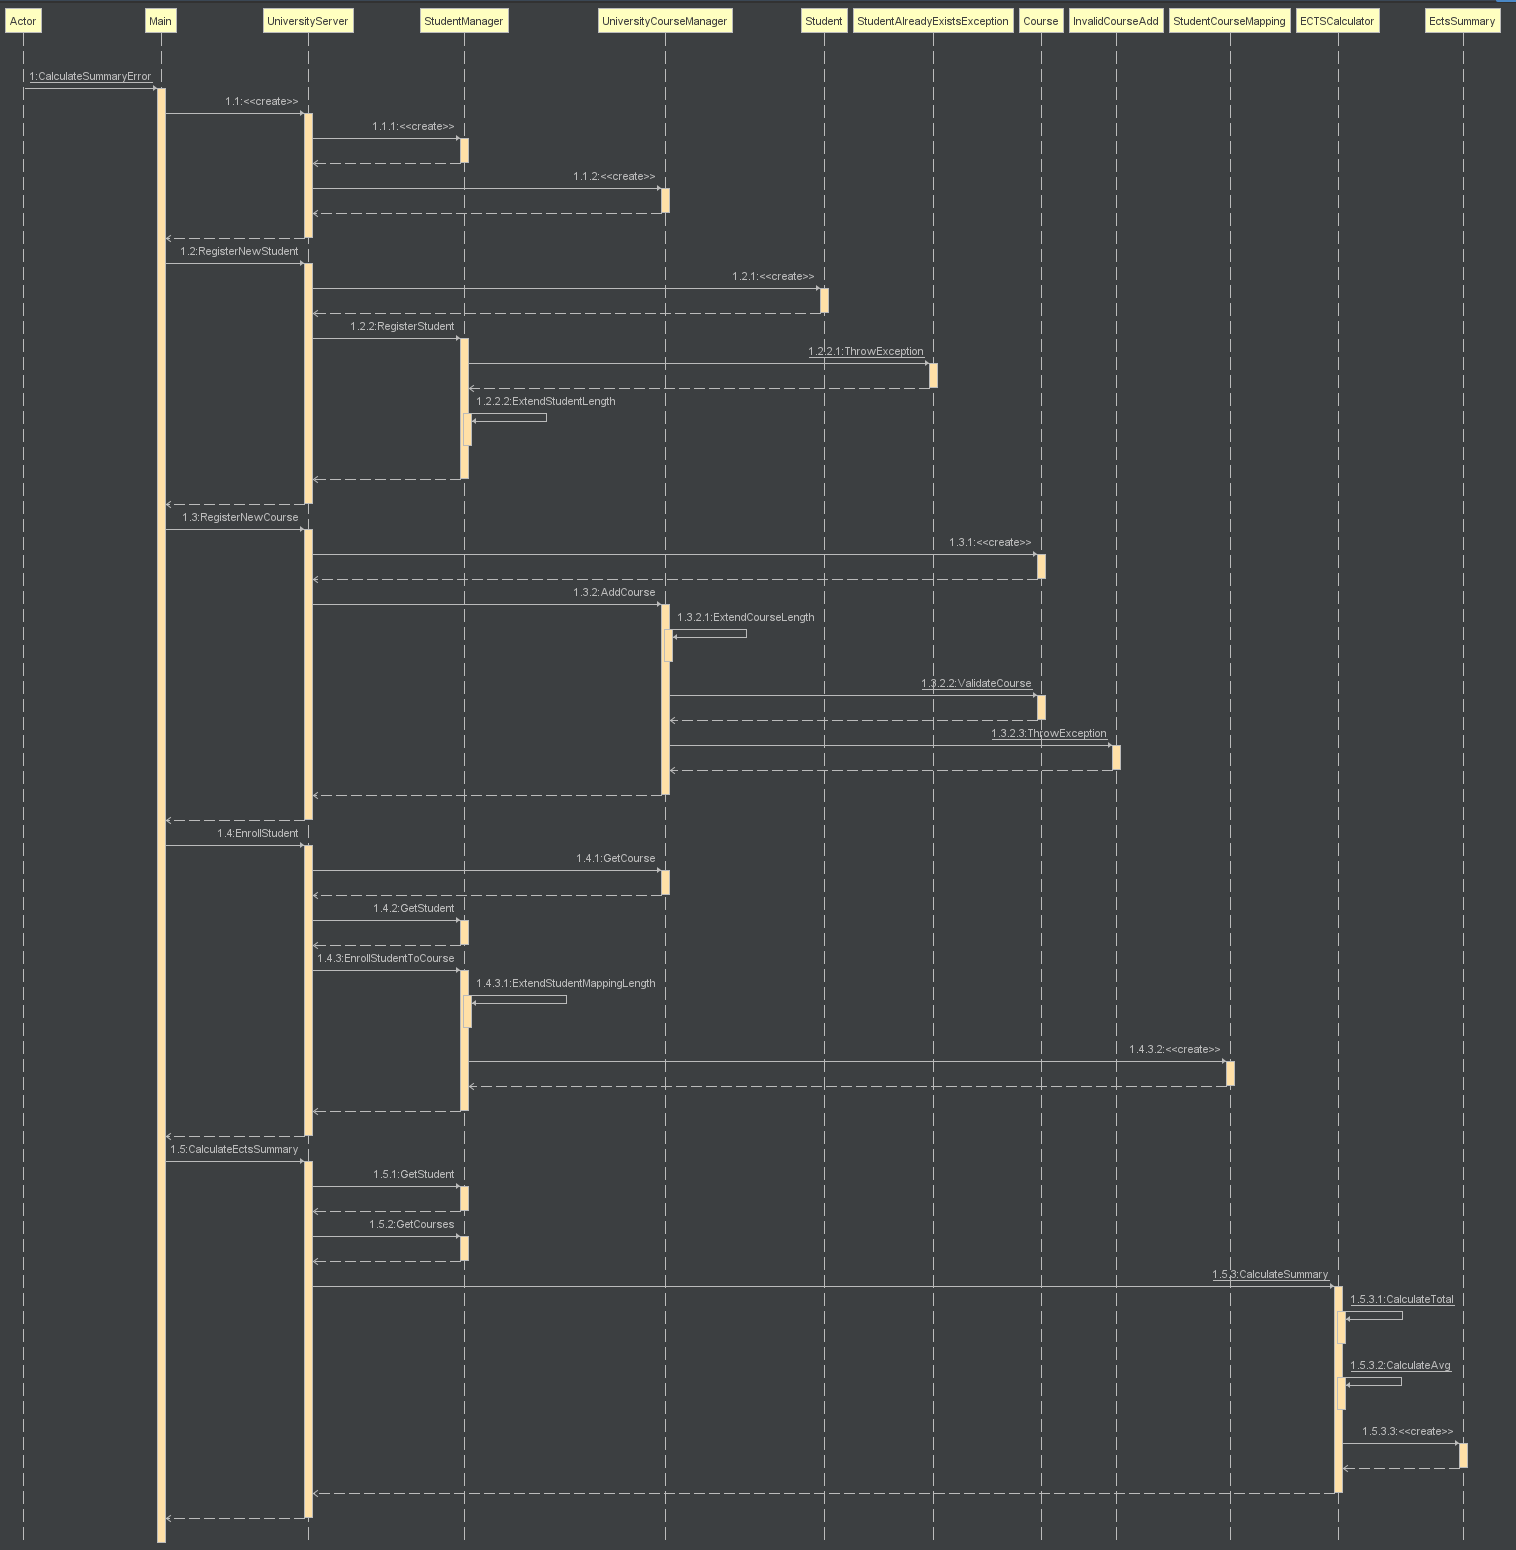 Actor
Main
UniversityServer
StudentManager
UniversityCourseManager
Student
StudentAlreadyExistsException
Course
InvalidCourseAdd
StudentCourseMapping
ECTSCalculator
EctsSummary
1:CalculateSummaryError
1.1:<<create>>
1.1.1:<<create>>
1.1.2:<<create>>
1.2:RegisterNewStudent
1.2.1:<<create>>
1.2.2:RegisterStudent
1.2.2.1:ThrowException
1.2.2.2:ExtendStudentLength
1.3:RegisterNewCourse
1.3.1:<<create>>
1.3.2:AddCourse
1.3.2.1:ExtendCourseLength
1.3.2.2:ValidateCourse
1.3.2.3:ThrowException
1.4:EnrollStudent
1.4.1:GetCourse
1.4.2:GetStudent
1.4.3:EnrollStudentToCourse
1.4.3.1:ExtendStudentMappingLength
1.4.3.2:<<create>>
1.5:CalculateEctsSummary
1.5.1:GetStudent
1.5.2:GetCourses
1.5.3:CalculateSummary
1.5.3.1:CalculateTotal
1.5.3.2:CalculateAvg
1.5.3.3:<<create>>